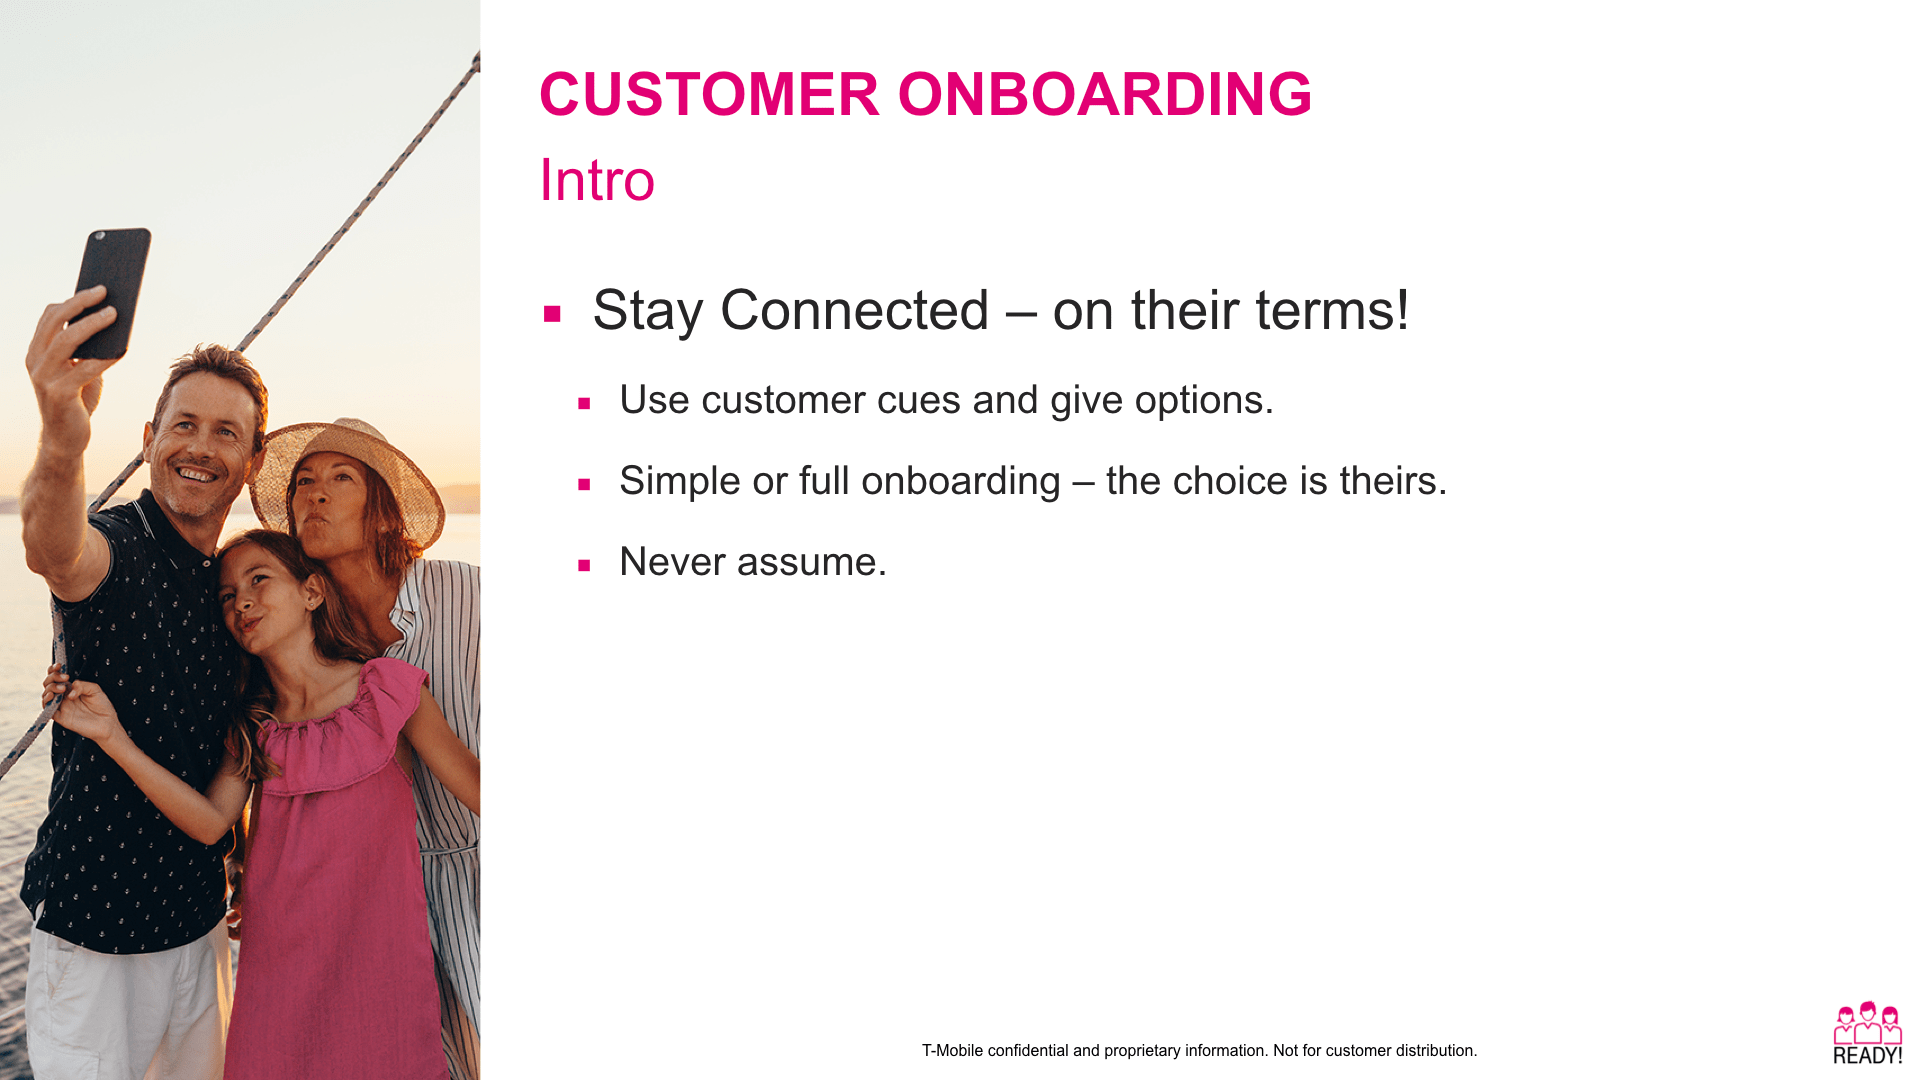 CUSTOMER ONBOARDING
Intro
Stay Connected – on their terms!
Use customer cues and give options.
Simple or full onboarding – the choice is theirs.
Never assume.
T-Mobile confidential and proprietary information. Not for customer distribution.
READY!